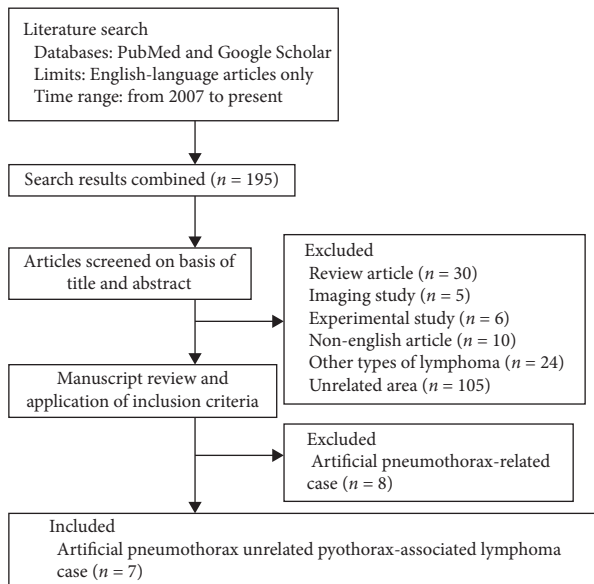 Literature search
Databases: PubMed and Google Scholar
Limits: English-language articles only
Time range: from 2007 to present
Search results combined (n = 195)
Articles screened on basis of
title and abstract
Excluded
Review article (n = 30)
Imaging study (n = 5)
Experimental study (n = 6)
Non-english article (n = 10)
Other types of lymphoma (n = 24)
Unrelated area (n = 105)
Manuscript review and
application of inclusion criteria
Excluded
Artificial pneumothorax-related
case (n = 8)
Included
Artificial pneumothorax unrelated pyothorax-associated lymphoma
case (n = 7)